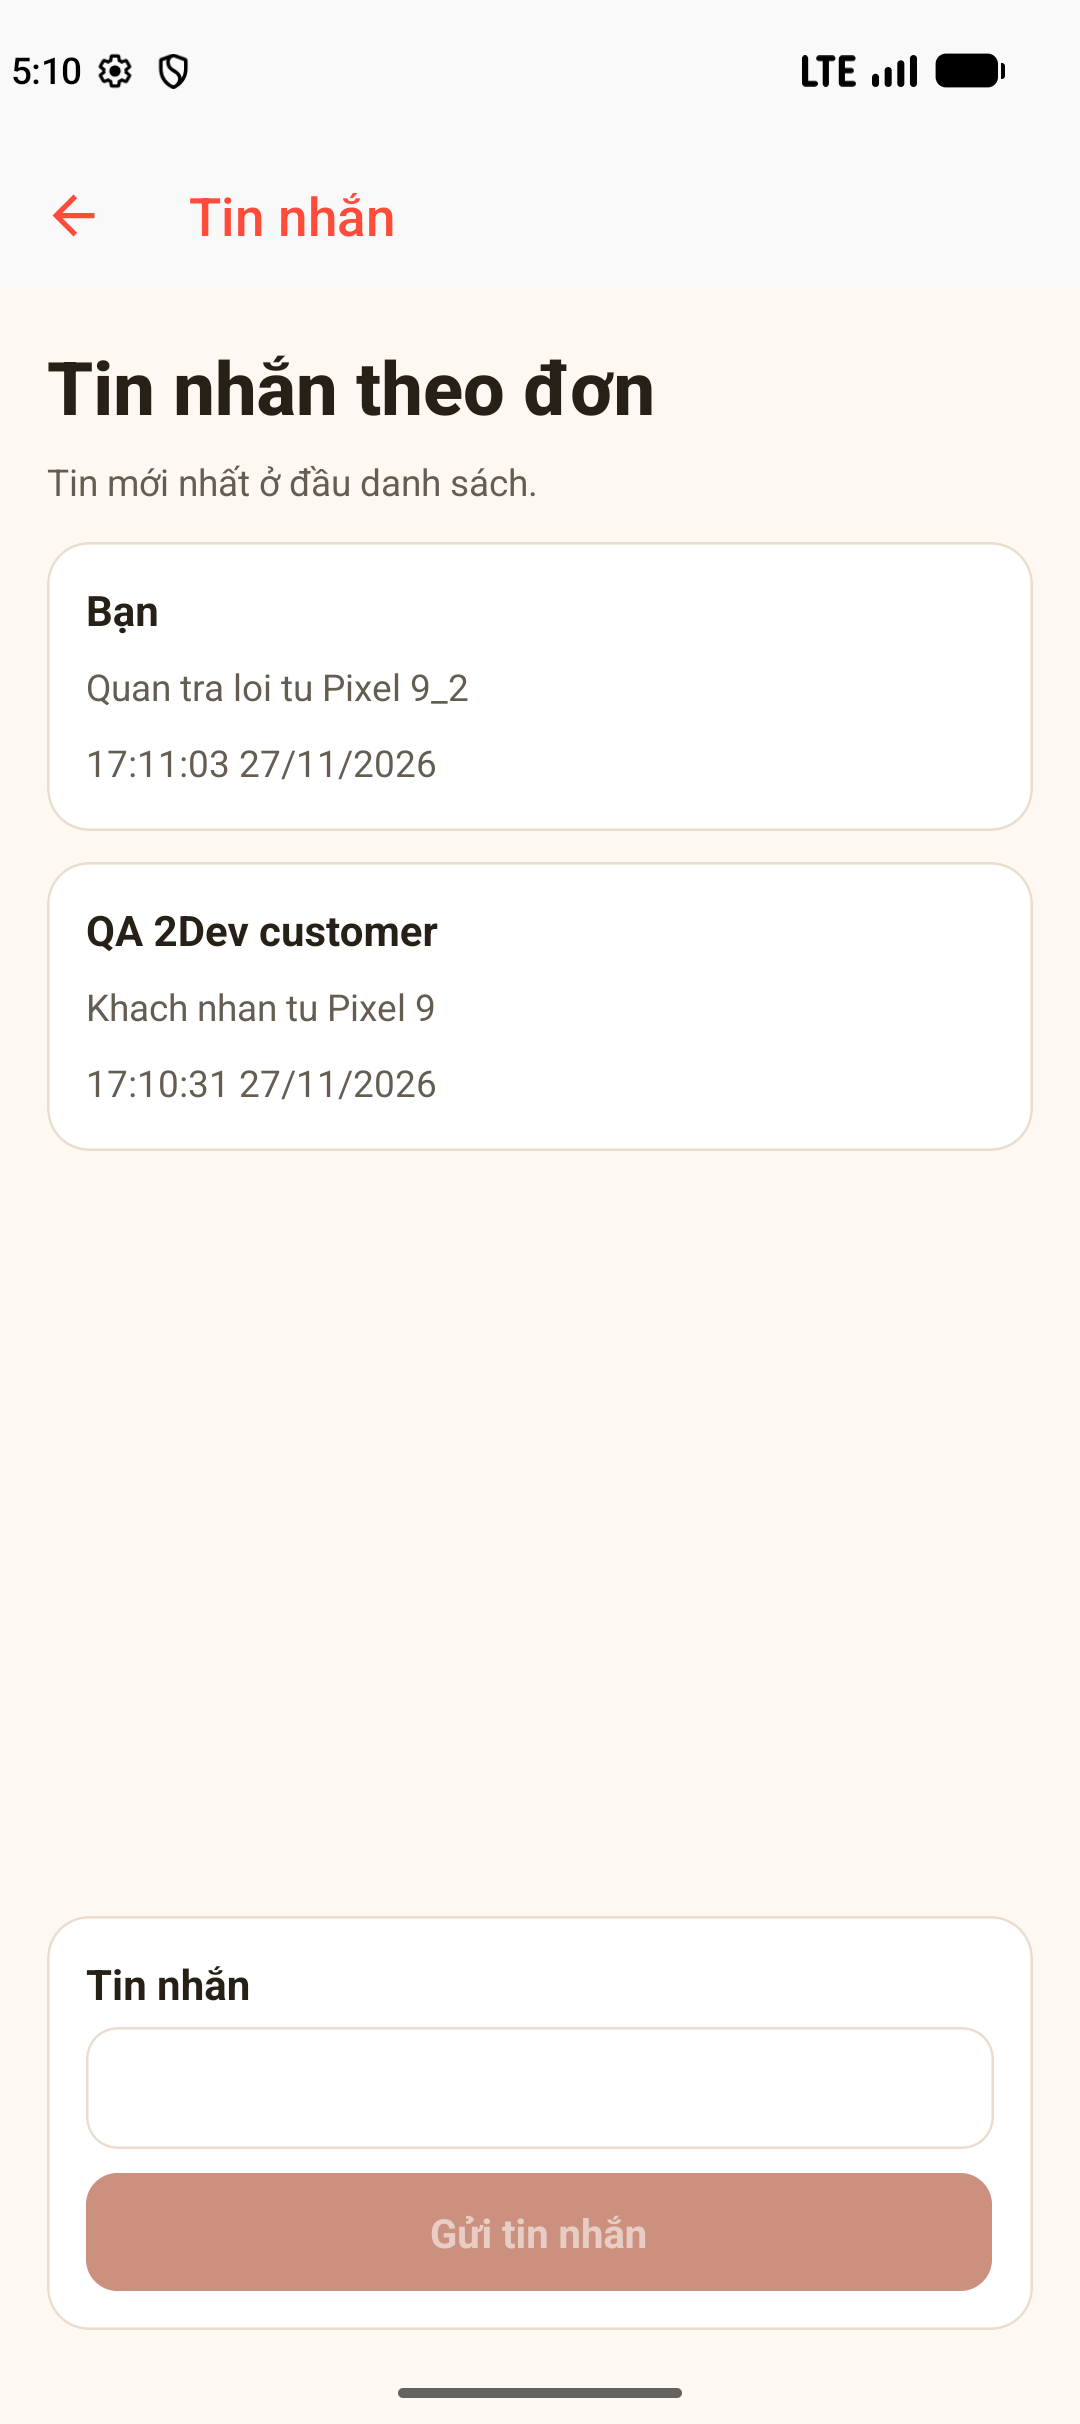 5:10 LTE
Tin nhắn
Tin nhắn theo đơn
Tin mới nhất ở đầu danh sách.
Bạn
Quan tra loi tu Pixel 9_2
17:11:03 27/11/2026
QA 2Dev customer
Khach nhan tu Pixel 9
17:10:31 27/11/2026
Tin nhắn
Gửi tin nhắn